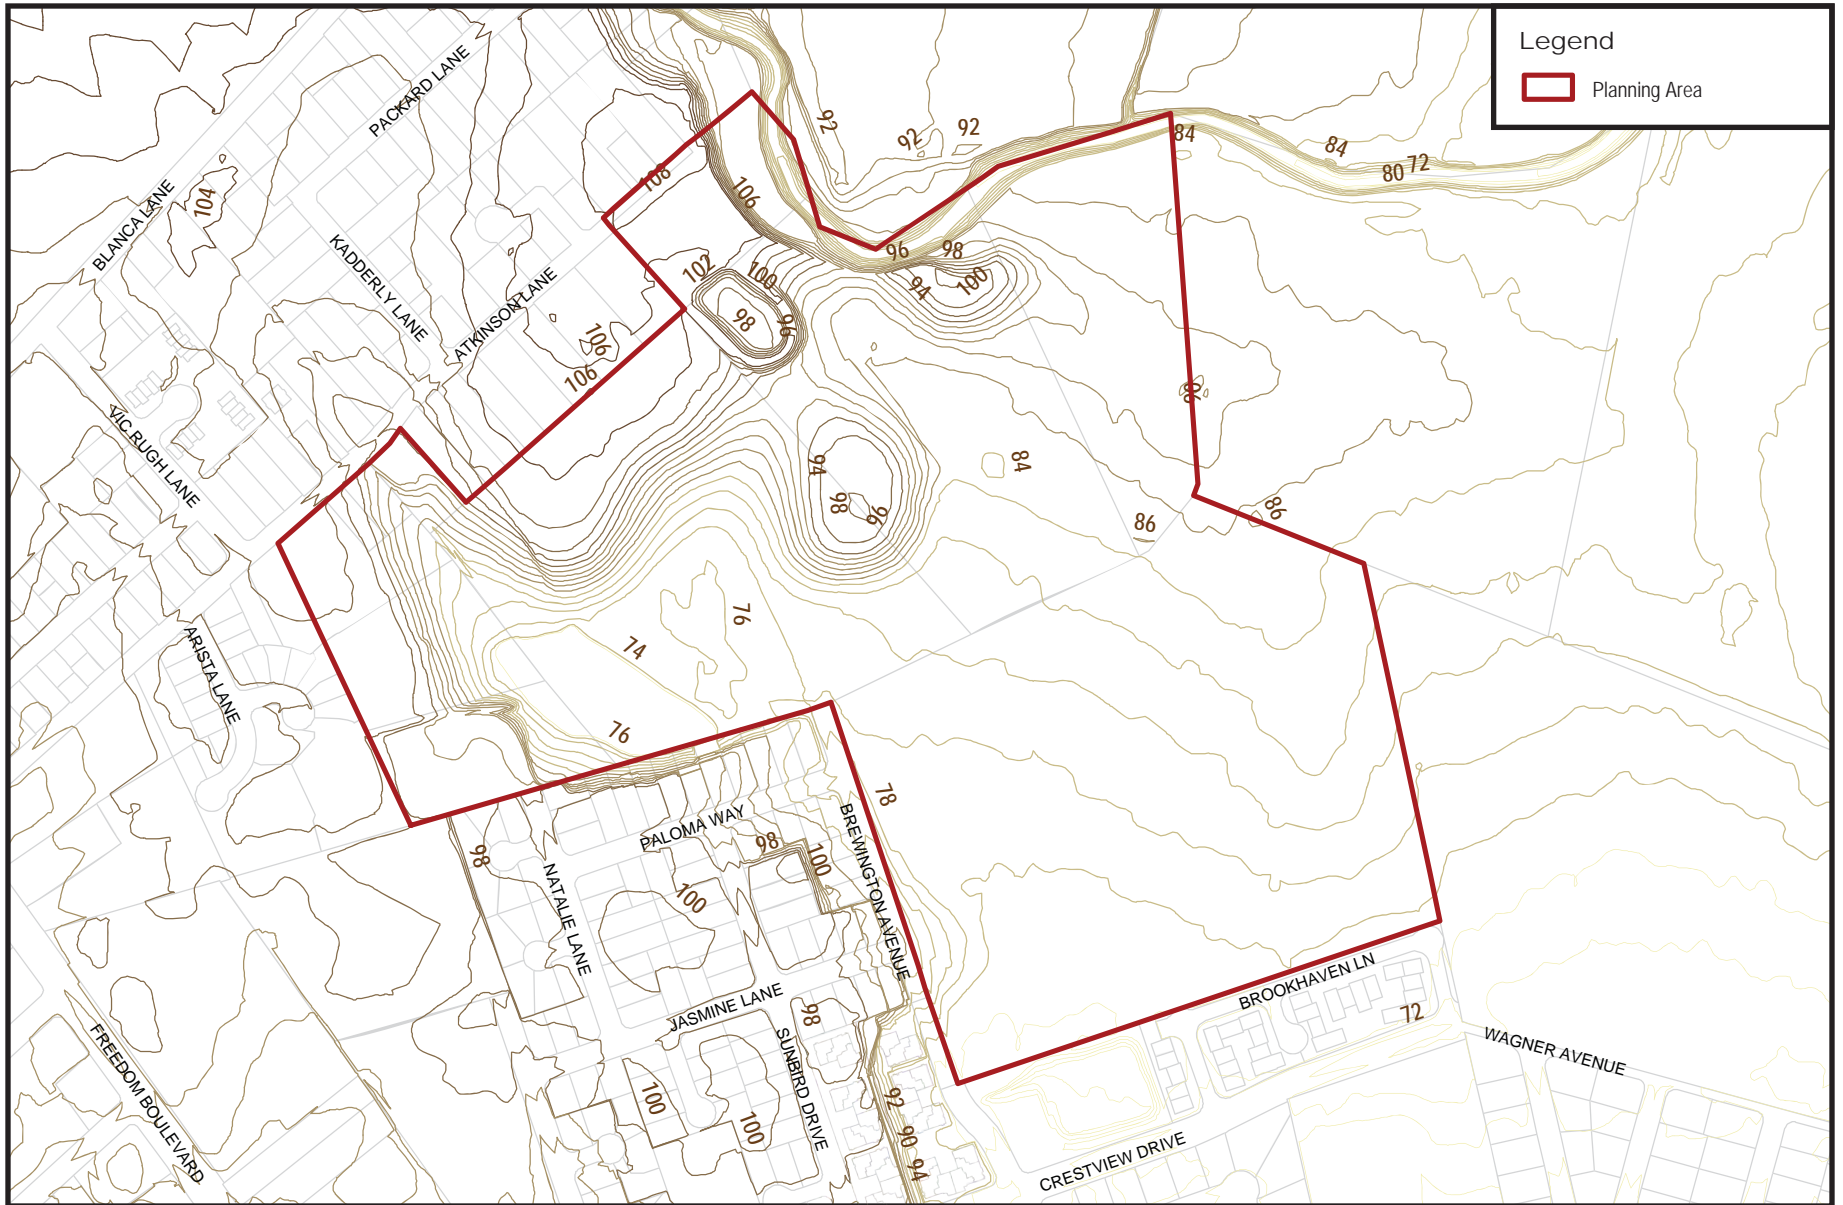 Legend
Planning Area
PACKARD LANE
92
92
92
84
84
80
72
108
106
104
BLANCA LANE
KADDERLY LANE
ATKINSON LANE
96
98
102
100
94
100
98
96
106
106
86
VIC RUGH LANE
94
98
96
84
86
86
76
74
76
ARISTA LANE
78
PALOMA WAY
98
100
BREWINGTON AVENUE
98
NATALIE LANE
100
JASMINE LANE
98
SUNBIRD DRIVE
BROOKHAVEN LN
72
WAGNER AVENUE
FREEDOM BOULEVARD
100
100
92
90
94
CRESTVIEW DRIVE